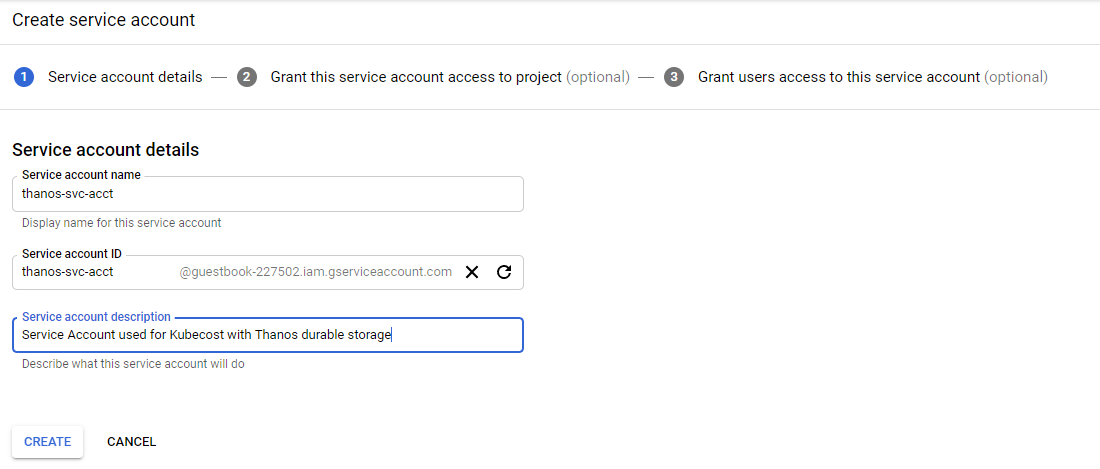 Create service account
1 Service account details — 2 Grant this service account access to project (optional) — 3 Grant users access to this service account (optional)
Service account details
Service account name
thanos-svc-acct
Display name for this service account
Service account ID
thanos-svc-acct @guestbook-227502.iam.gserviceaccount.com
Service account description
Service Account used for Kubecost with Thanos durable storage
Describe what this service account will do
CREATE CANCEL